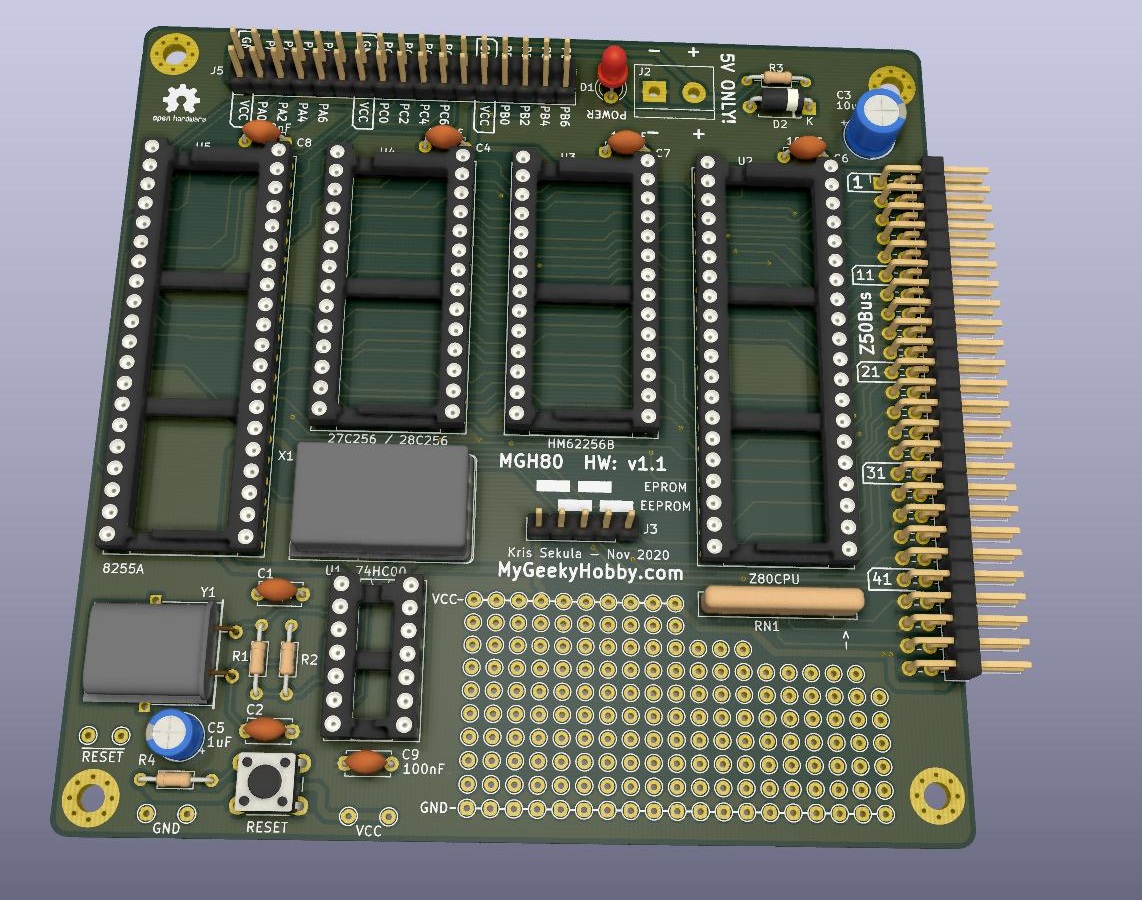 J5
VCC PA0 PA2 PA4 PA6
VCC PC0 PC2 PC4 PC6
VCC PB0 PB2 PB4 PB6
open hardware
D1
POWER
- +
J2
- +
5V ONLY!
R3
D2
K
C3
C8
C4
C7
U2
1
11
Z50Bus
21
31
41
27C256 / 28C256
HM62256B
X1
MGH80 HW: v1.1
EPROM
EEPROM
J3
Kris Sekula – Nov 2020
MyGeekyHobby.com
8255A
Z80CPU
RN1
C1
U1
74HC00
Y1
R1
R2
VCC-
C2
C5
1uF
RESET
R4
C9
100nF
GND
RESET
VCC
GND-